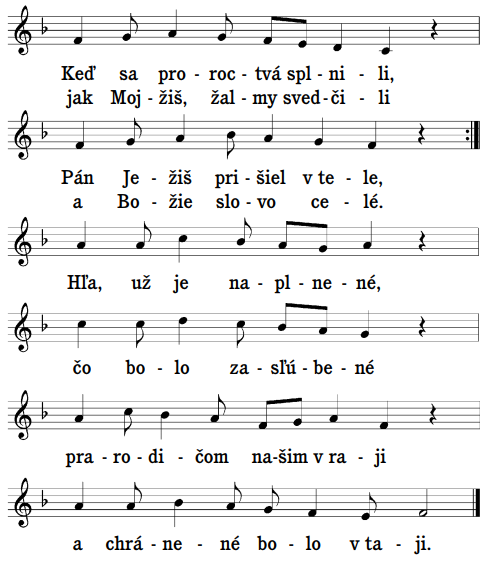 Keď sa pro - roc - tvá spl - ni - li,
jak Moj - žiš, žal - my sved - či - li
Pán Je - žiš pri - šiel v te - le,
a Bo - žie slo - vo ce - lé.
Hľa, už je na - pl - ne - né,
čo bo - lo za - sľú - be - né
pra - ro - di - čom na - šim v ra - ji
a chrá - ne - né bo - lo v ta - ji.